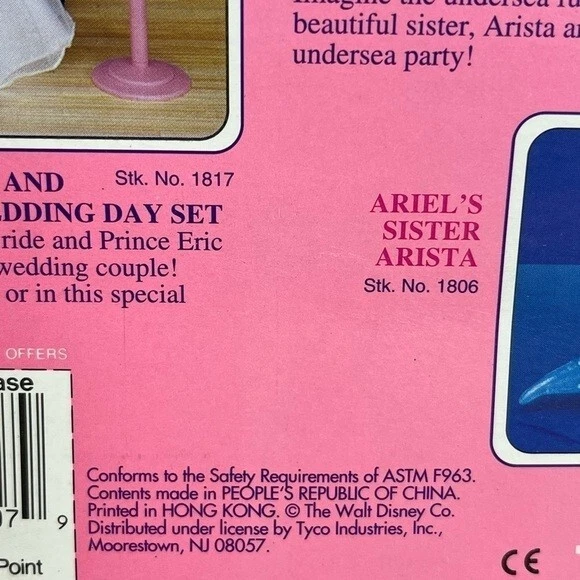 beautiful sister, Arista
undersea party!
AND Stk. No. 1817
WEDDING DAY SET
ride and Prince Eric
wedding couple!
or in this special
OFFERS
ARIEL'S
SISTER
ARISTA
Stk. No. 1806
9
Point
Conforms to the Safety Requirements of ASTM F963.
Contents made in PEOPLE'S REPUBLIC OF CHINA.
Printed in HONG KONG. © The Walt Disney Co.
Distributed under license by Tyco Industries, Inc.,
Moorestown, NJ 08057.
CE